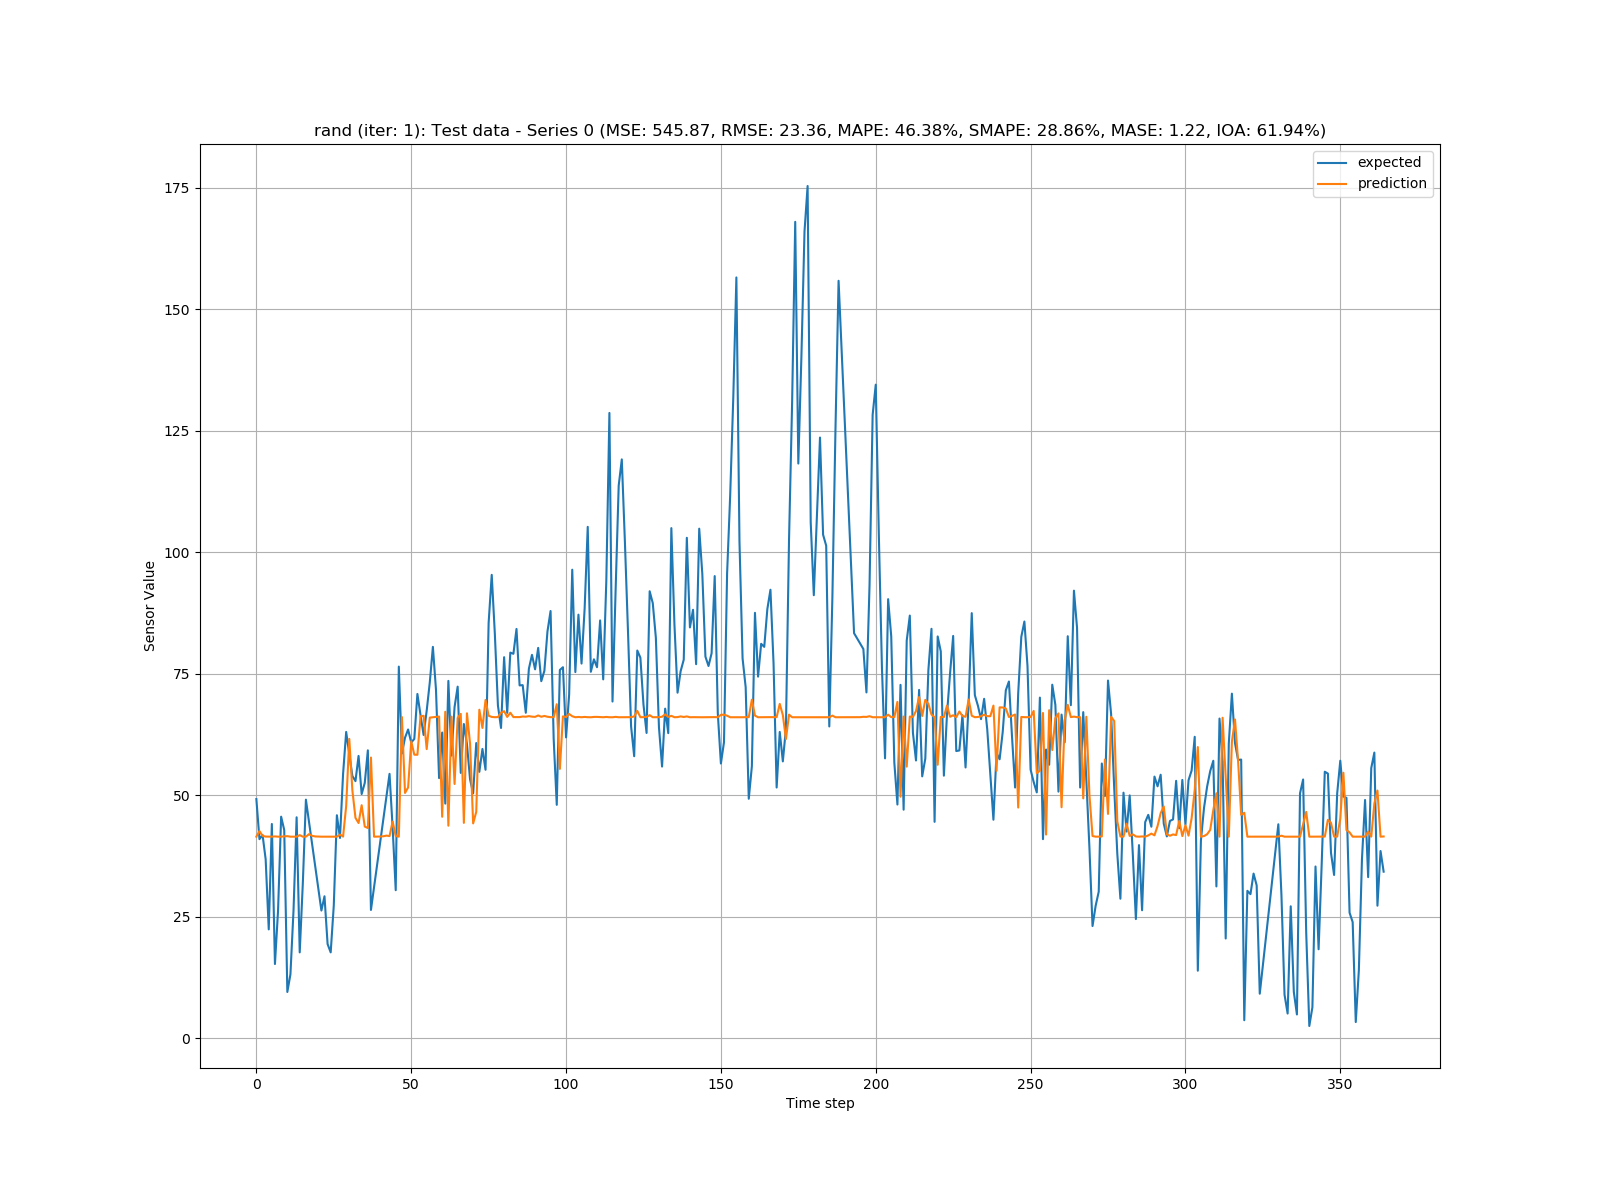 rand (iter: 1): Test data - Series 0 (MSE: 545.87, RMSE: 23.36, MAPE: 46.38%, SMAPE: 28.86%, MASE: 1.22, IOA: 61.94%)
expected
prediction
175
150
125
100
75
50
25
0
Sensor Value
0 50 100 150 200 250 300 350
Time step